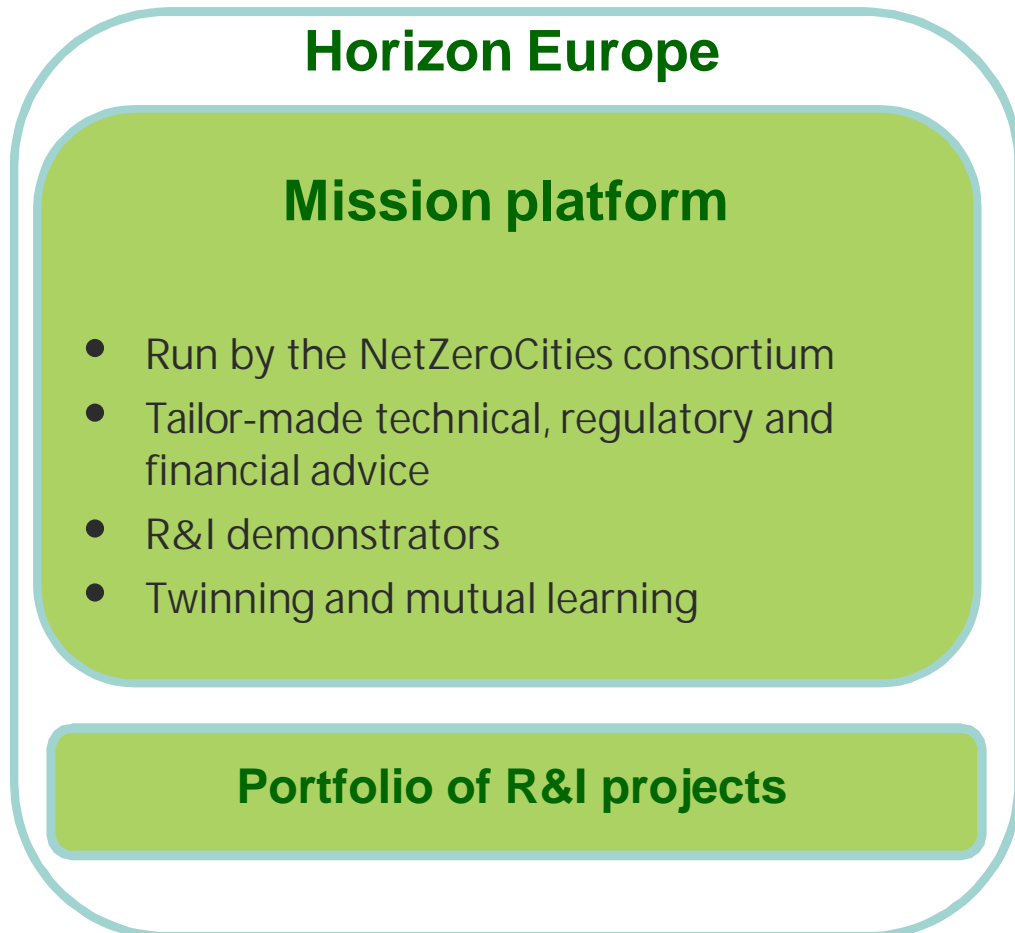 Horizon Europe
Mission platform
• Run by the NetZeroCities consortium
• Tailor-made technical, regulatory and
financial advice
• R&I demonstrators
• Twinning and mutual learning
Portfolio of R&I projects